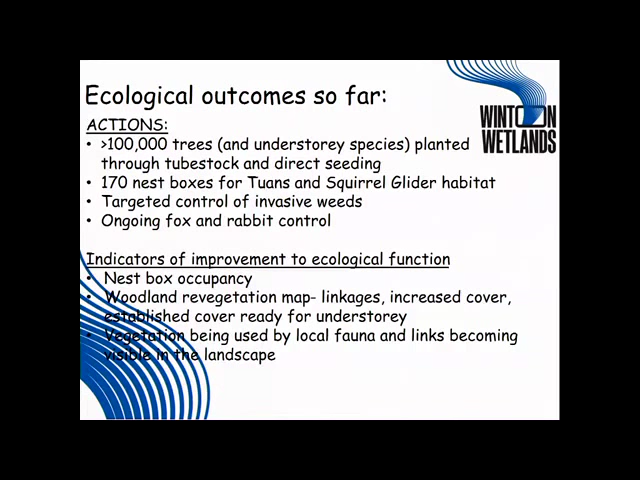 Ecological outcomes so far:
WINTON
WETLANDS
ACTIONS:
• >100,000 trees (and understorey species) planted
through tubestock and direct seeding
• 170 nest boxes for Tuans and Squirrel Glider habitat
• Targeted control of invasive weeds
• Ongoing fox and rabbit control
Indicators of improvement to ecological function
• Nest box occupancy
• Woodland revegetation map- linkages, increased cover,
established cover ready for understorey
• Vegetation being used by local fauna and links becoming
visible in the landscape